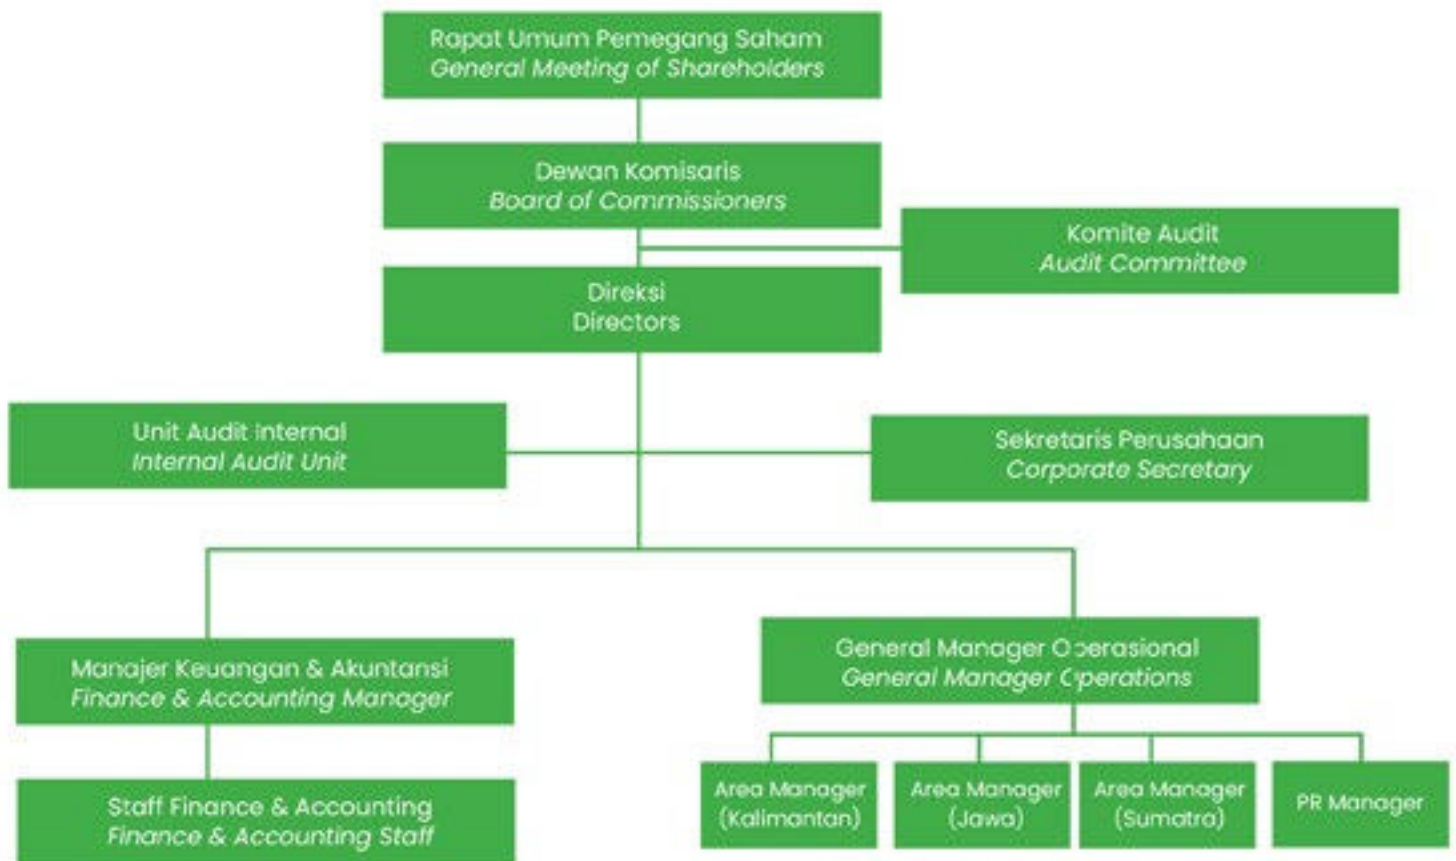 Rapat Umum Pemegang Saham
General Meeting of Shareholders
Dewan Komisaris
Board of Commissioners
Komite Audit
Audit Committee
Direksi
Directors
Unit Audit Internal
Internal Audit Unit
Sekretaris Perusahaan
Corporate Secretary
Manajer Keuangan & Akuntansi
Finance & Accounting Manager
General Manager Operasional
General Manager Operations
Staff Finance & Accounting
Finance & Accounting Staff
Area Manager
(Kalimantan)
Area Manager
(Jawa)
Area Manager
(Sumatra)
PR Manager